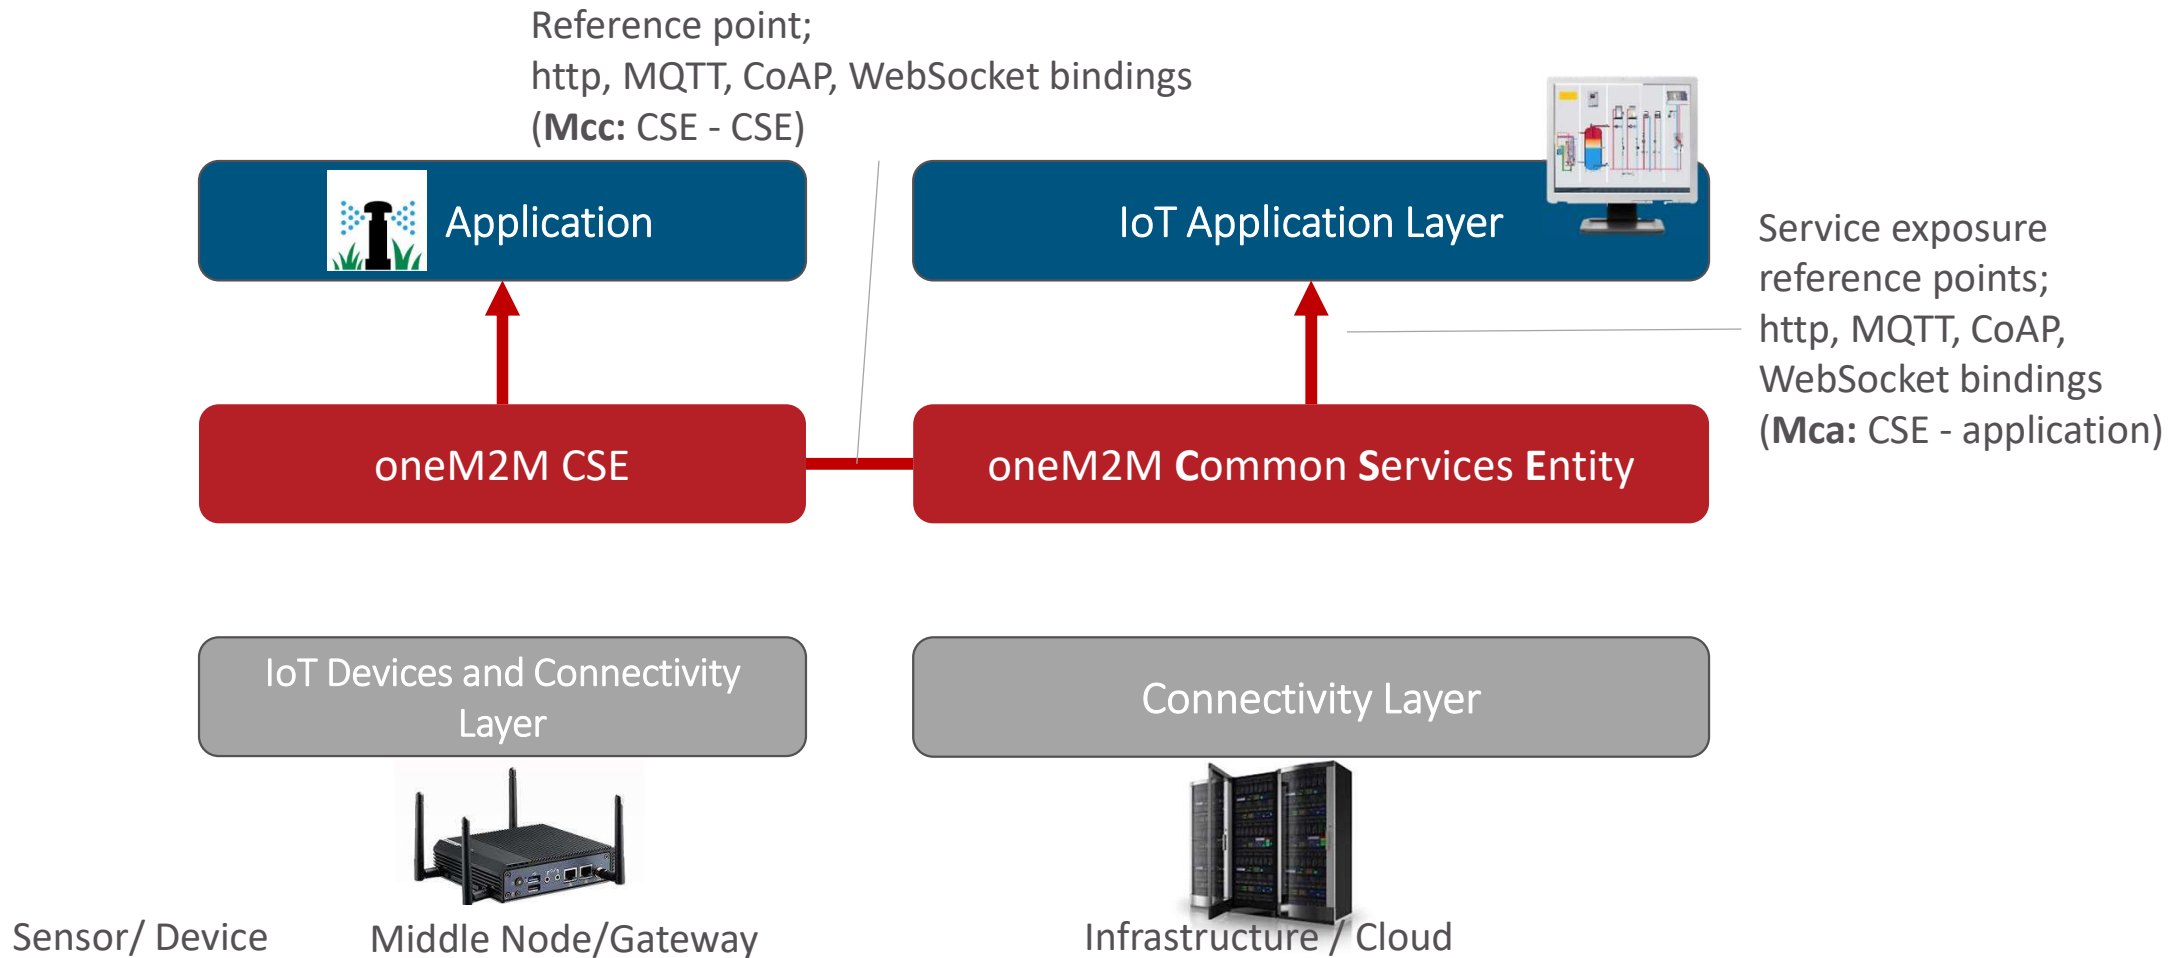 Reference point;
http, MQTT, CoAP, WebSocket bindings
(Mcc: CSE - CSE)
Application
IoT Application Layer
Service exposure
reference points;
http, MQTT, CoAP,
WebSocket bindings
(Mca: CSE - application)
oneM2M CSE
oneM2M Common Services Entity
IoT Devices and Connectivity
Layer
Connectivity Layer
Sensor/ Device
Middle Node/Gateway
Infrastructure / Cloud